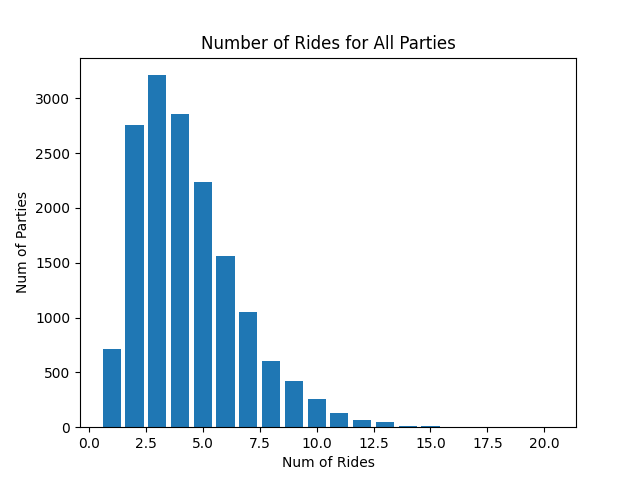 Number of Rides for All Parties
3000
2500
2000
1500
1000
500
0
Num of Parties
0.0 2.5 5.0 7.5 10.0 12.5 15.0 17.5 20.0
Num of Rides